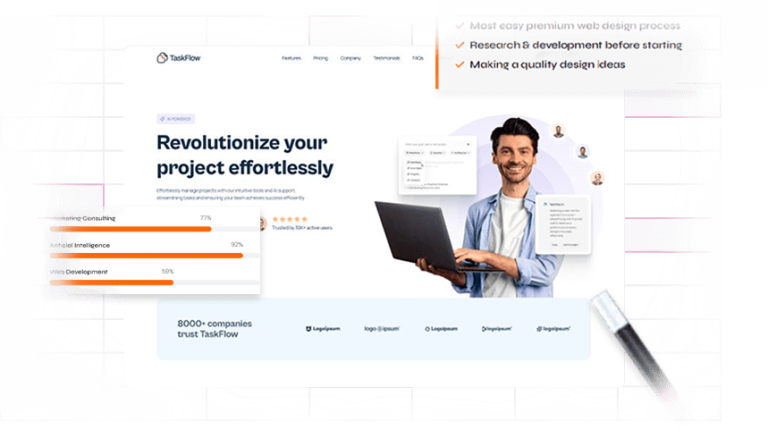 Most easy premium web design process
Research & development before starting
Making a quality design ideas
TaskFlow
Features Pricing Company Testimonials FAQs
AI POWERED
Revolutionize your
project effortlessly
Effortlessly manage projects with our intuitive tools and AI support,
streamlining tasks and ensuring your team achieves success efficiently.
Trusted by 50K+ active users
Marketing Consulting 77%
Artificial Intelligence 92%
Web Development 59%
8000+ companies
trust TaskFlow
Logoipsum logo ipsum Logoipsum logoipsum logoipsum